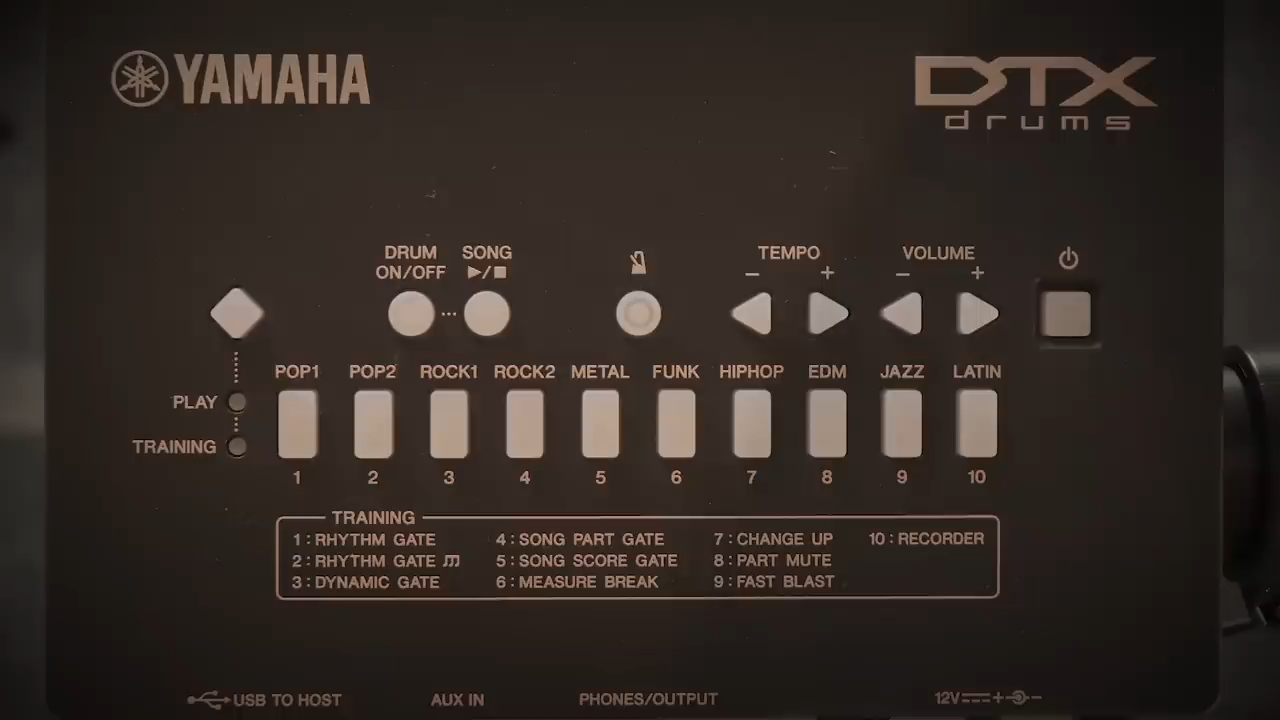 YAMAHA
DTX
drums
DRUM
ON/OFF
SONG
▶/■
TEMPO
− +
VOLUME
− +
POP1 POP2 ROCK1 ROCK2 METAL FUNK HIPHOP EDM JAZZ LATIN
PLAY
TRAINING
1 2 3 4 5 6 7 8 9 10
TRAINING
1 : RHYTHM GATE 4 : SONG PART GATE 7 : CHANGE UP 10 : RECORDER
2 : RHYTHM GATE 5 : SONG SCORE GATE 8 : PART MUTE
3 : DYNAMIC GATE 6 : MEASURE BREAK 9 : FAST BLAST
USB TO HOST AUX IN PHONES/OUTPUT 12V